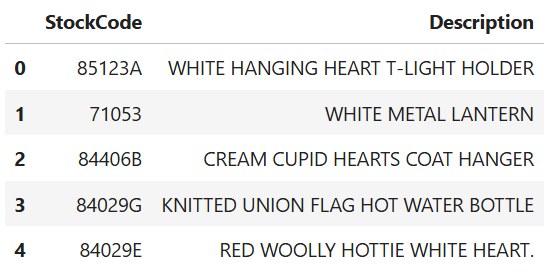 StockCode Description
0 85123A WHITE HANGING HEART T-LIGHT HOLDER
1 71053 WHITE METAL LANTERN
2 84406B CREAM CUPID HEARTS COAT HANGER
3 84029G KNITTED UNION FLAG HOT WATER BOTTLE
4 84029E RED WOOLLY HOTTIE WHITE HEART.